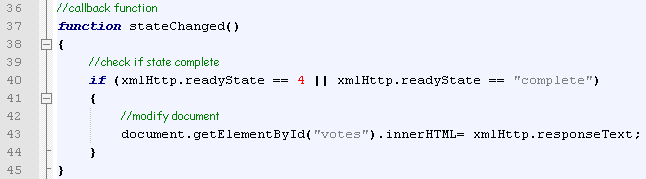 36 //callback function
37 function stateChanged()
38 {
39 //check if state complete
40 if (xmlHttp.readyState == 4 || xmlHttp.readyState == "complete")
41 {
42 //modify document
43 document.getElementById("votes").innerHTML= xmlHttp.responseText;
44 }
45 }